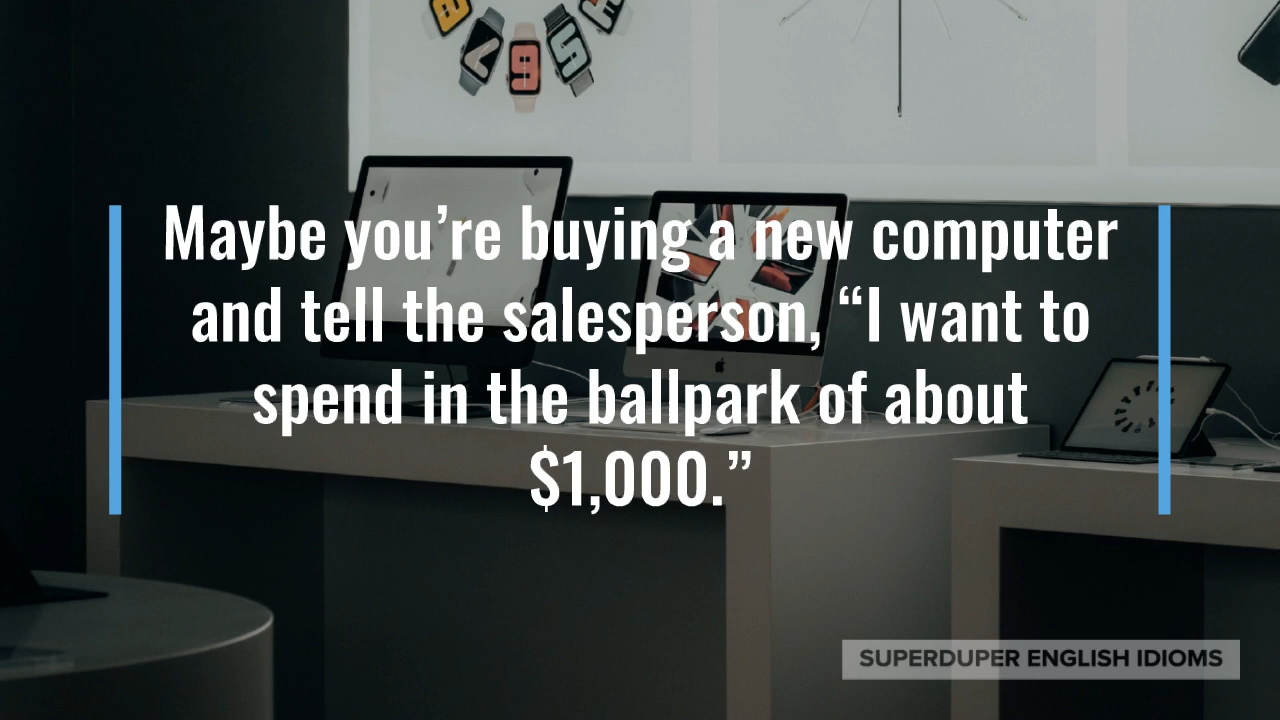 Maybe you’re buying a new computer
and tell the salesperson, “I want to
spend in the ballpark of about
$1,000.”
SUPERDUPER ENGLISH IDIOMS